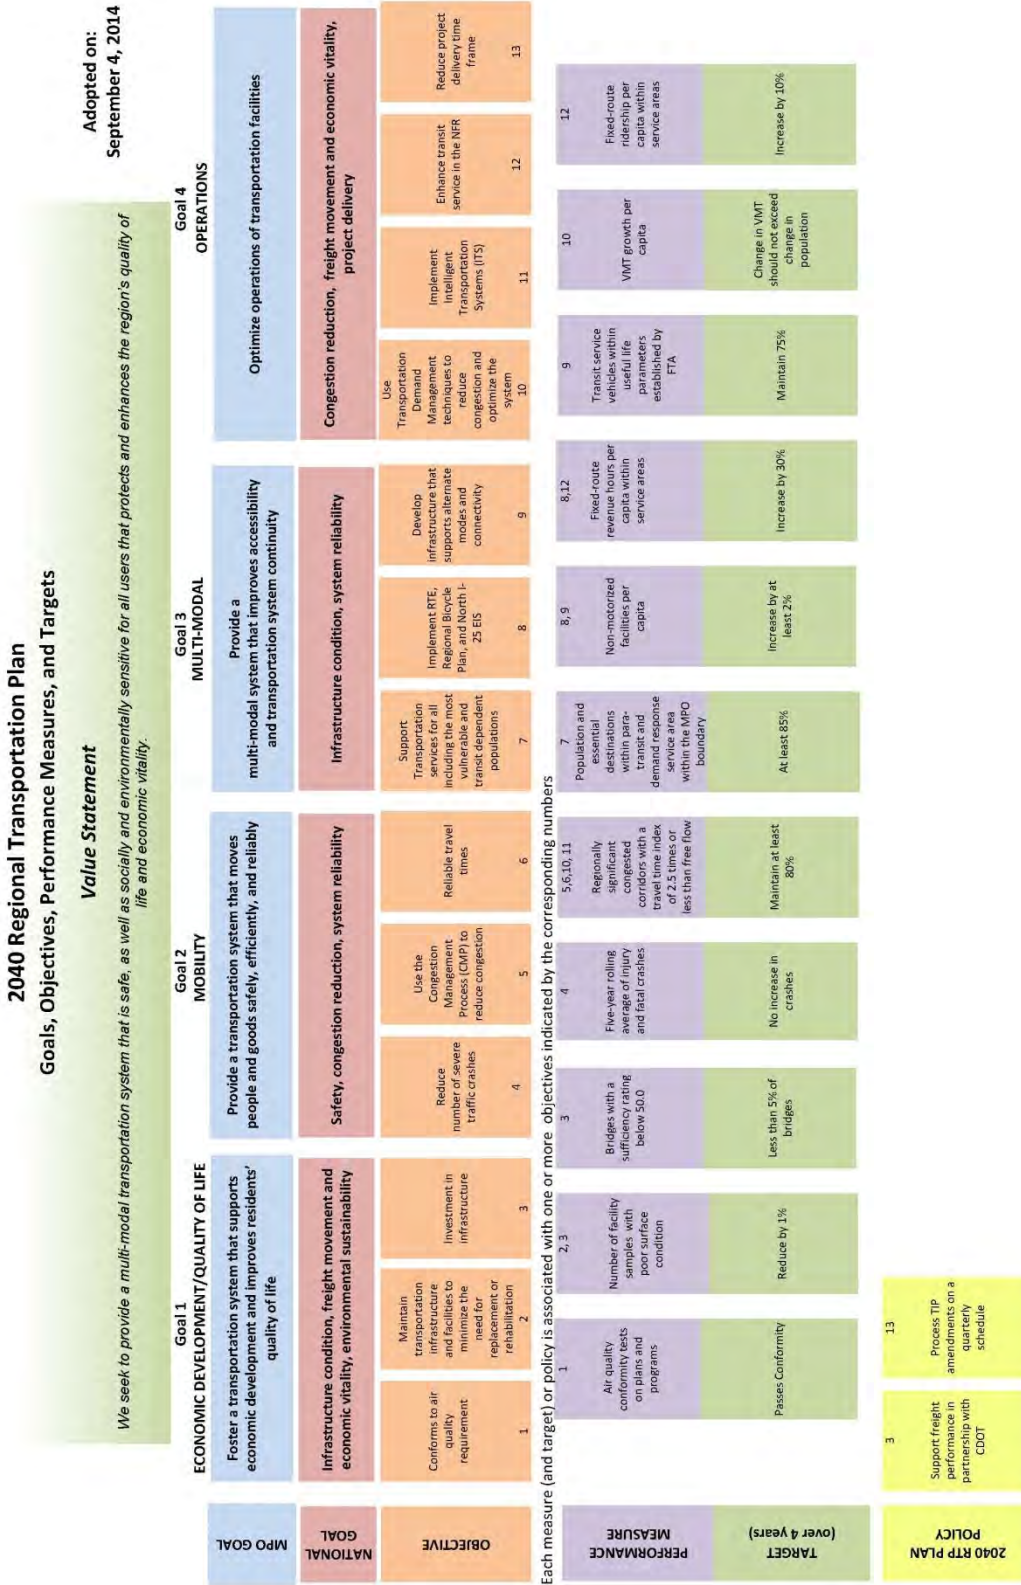 2040 Regional Transportation Plan
Goals, Objectives, Performance Measures, and Targets
Adopted on:
September 4, 2014
Value Statement
We seek to provide a multi-modal transportation system that is safe, as well as socially and environmentally sensitive for all users that protects and enhances the region's quality of
life and economic vitality.
Goal 1
ECONOMIC DEVELOPMENT/QUALITY OF LIFE
Goal 2
MOBILITY
Goal 3
MULTI-MODAL
Goal 4
OPERATIONS
MPO GOAL
Foster a transportation system that supports
economic development and improves residents'
quality of life
Provide a transportation system that moves
people and goods safely, efficiently, and reliably
Provide a
multi-modal system that improves accessibility
and transportation system continuity
Optimize operations of transportation facilities
NATIONAL
GOAL
Infrastructure condition, freight movement and
economic vitality, environmental sustainability
Safety, congestion reduction, system reliability
Infrastructure condition, system reliability
Congestion reduction, freight movement and economic vitality,
project delivery
OBJECTIVE
Conforms to air
quality
requirement
1
Maintain
transportation
infrastructure
and facilities to
minimize the
need for
replacement or
rehabilitation
2
Investment in
infrastructure
3
Reduce
number of severe
traffic crashes
4
Use the
Congestion
Management
Process (CMP) to
reduce congestion
5
Reliable travel
times
6
Support
Transportation
services for all
including the most
vulnerable and
transit dependent
populations
7
Implement RTE,
Regional Bicycle
Plan, and North I-
25 EIS
8
Develop
infrastructure that
supports alternate
modes and
connectivity
9
Use
Transportation
Demand
Management
techniques to
reduce
congestion and
optimize the
system
10
Implement
Intelligent
Transportation
Systems (ITS)
11
Enhance transit
service in the NFR
12
Reduce project
delivery time
frame
13
Each measure (and target) or policy is associated with one or more objectives indicated by the corresponding numbers
PERFORMANCE
MEASURE
1
Air quality
conformity tests
on plans and
programs
2, 3
Number of facility
samples with
poor surface
condition
3
Bridges with a
sufficiency rating
below 50.0
4
Five-year rolling
average of injury
and fatal crashes
5,6,10, 11
Regionally
significant
congested
corridors with a
travel time index
of 2.5 times or
less than free flow
7
Population and
essential
destinations
within para-
transit and
demand response
service area
within the MPO
boundary
8, 9
Non-motorized
facilities per
capita
8,12
Fixed-route
revenue hours per
capita within
service areas
9
Transit service
vehicles within
useful life
parameters
established by
FTA
10
VMT growth per
capita
12
Fixed-route
ridership per
capita within
service areas
TARGET
(over 4 years)
Passes Conformity
Reduce by 1%
Less than 5% of
bridges
No increase in
crashes
Maintain at least
80%
At least 85%
Increase by at
least 2%
Increase by 30%
Maintain 75%
Change in VMT
should not exceed
change in
population
Increase by 10%
2040 RTP PLAN
POLICY
3
Support freight
performance in
partnership with
CDOT
13
Process TIP
amendments on a
quarterly
schedule